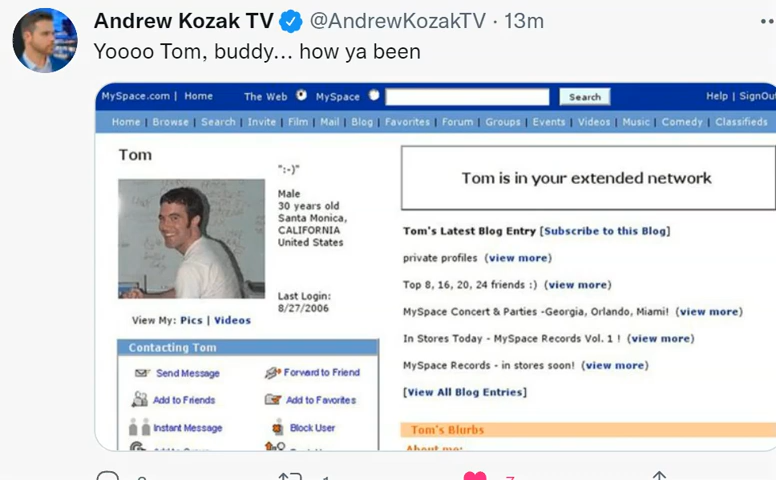 Andrew Kozak TV @AndrewKozakTV · 13m
Yoooo Tom, buddy... how ya been
MySpace.com | Home The Web MySpace Search Help | SignOut
Home | Browse | Search | Invite | Film | Mail | Blog | Favorites | Forum | Groups | Events | Videos | Music | Comedy | Classifieds
Tom
":-)"
Male
30 years old
Santa Monica,
CALIFORNIA
United States
Last Login:
8/27/2006
View My: Pics | Videos
Contacting Tom
Send Message Forward to Friend
Add to Friends Add to Favorites
Instant Message Block User
Tom is in your extended network
Tom's Latest Blog Entry [Subscribe to this Blog]
private profiles (view more)
Top 8, 16, 20, 24 friends :) (view more)
MySpace Concert & Parties -Georgia, Orlando, Miami! (view more)
In Stores Today - MySpace Records Vol. 1 ! (view more)
MySpace Records - in stores soon! (view more)
[View All Blog Entries]
Tom's Blurbs
About me: